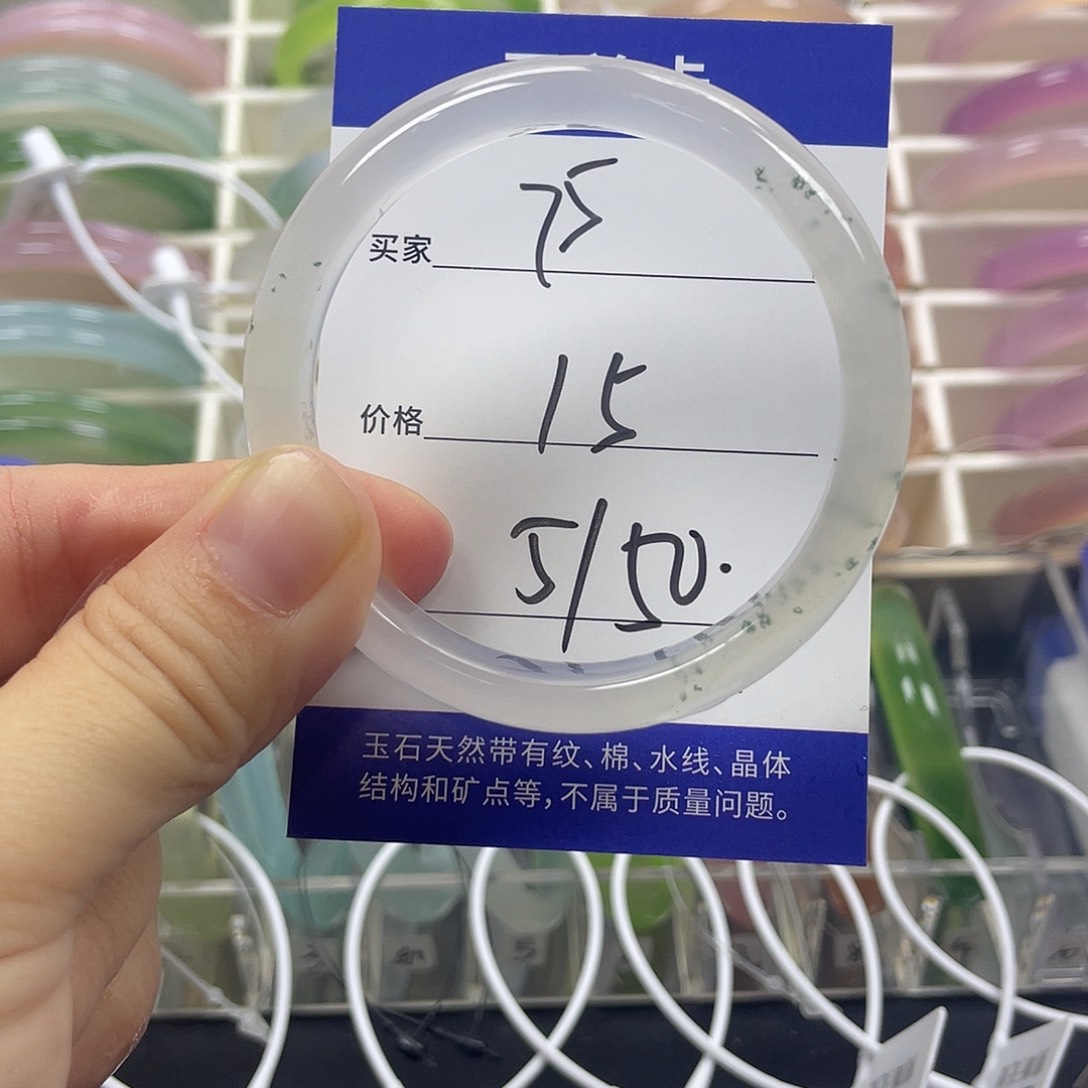 买家 75
价格 15
5/50.
玉石天然带有纹、棉、水线、晶体
结构和矿点等,不属于质量问题。